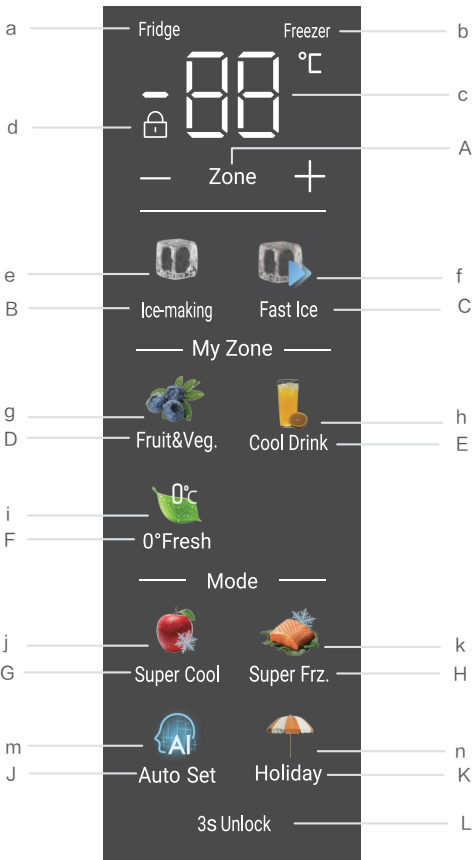 a Fridge Freezer b
-88 °C c
d
A
— Zone +
e f
B Ice-making Fast Ice C
My Zone
g h
D Fruit&Veg. Cool Drink E
0°c
i
F 0°Fresh
Mode
j k
G Super Cool Super Frz. H
AI
m n
J Auto Set Holiday K
3s Unlock L